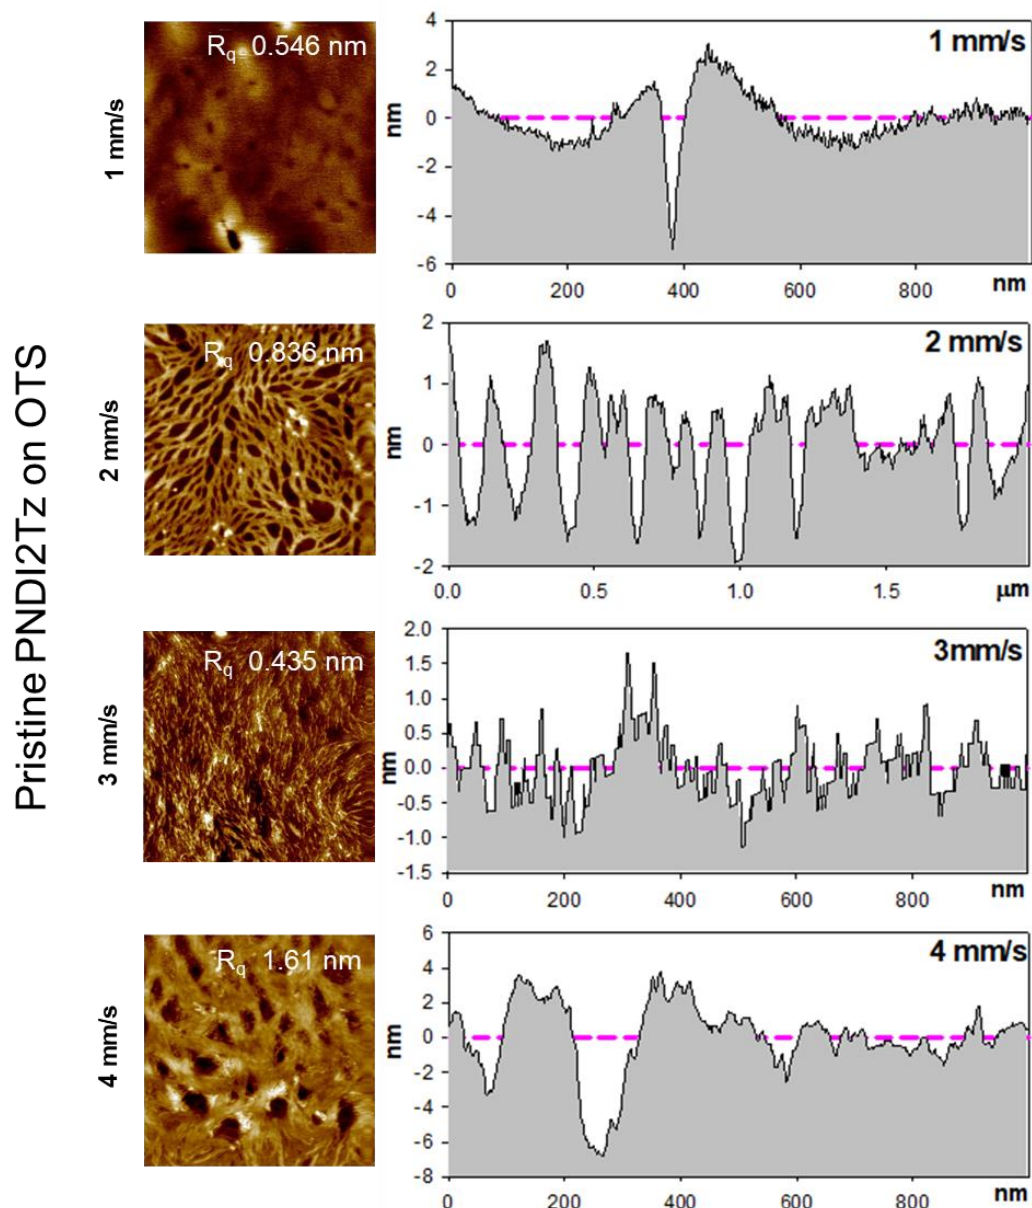 Pristine PNDI2Tz on OTS
1 mm/s
Rq 0.546 nm
1 mm/s
nm
4
2
0
-2
-4
-6
0 200 400 600 800 nm
2 mm/s
Rq 0.836 nm
2 mm/s
nm
2
1
0
-1
-2
0.0 0.5 1.0 1.5 μm
3 mm/s
Rq 0.435 nm
3mm/s
nm
2.0
1.5
1.0
0.5
0.0
-0.5
-1.0
-1.5
0 200 400 600 800 nm
4 mm/s
Rq 1.61 nm
4 mm/s
nm
6
4
2
0
-2
-4
-6
-8
0 200 400 600 800 nm